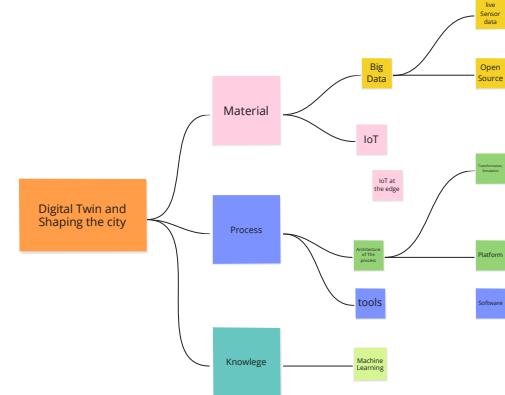 live
Sensor
data
Big
Data
Open
Source
Material
IoT
IoT at
the edge
Digital Twin and
Shaping the city
Process
Architecture
of The
process
Platform
tools
Software
Knowlege
Machine
Learning